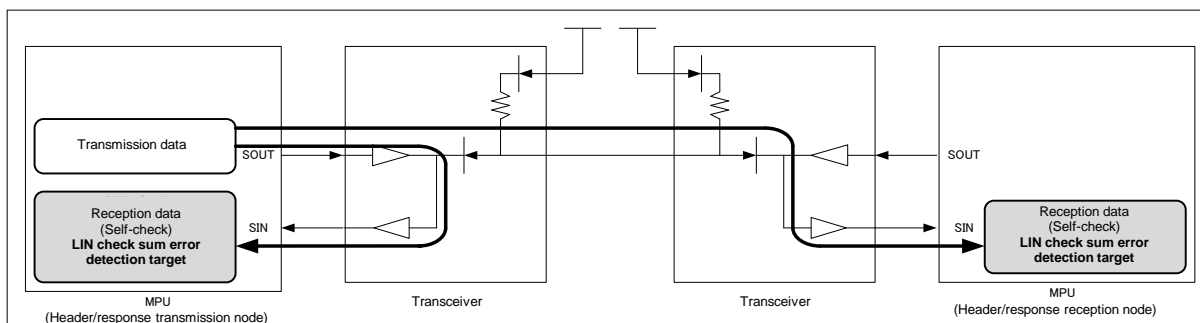 Transmission data
SOUT
SIN
Reception data
(Self-check)
LIN check sum error
detection target
MPU
(Header/response transmission node)
Transceiver
Transceiver
SOUT
SIN
Reception data
(Self-check)
LIN check sum error
detection target
MPU
(Header/response reception node)